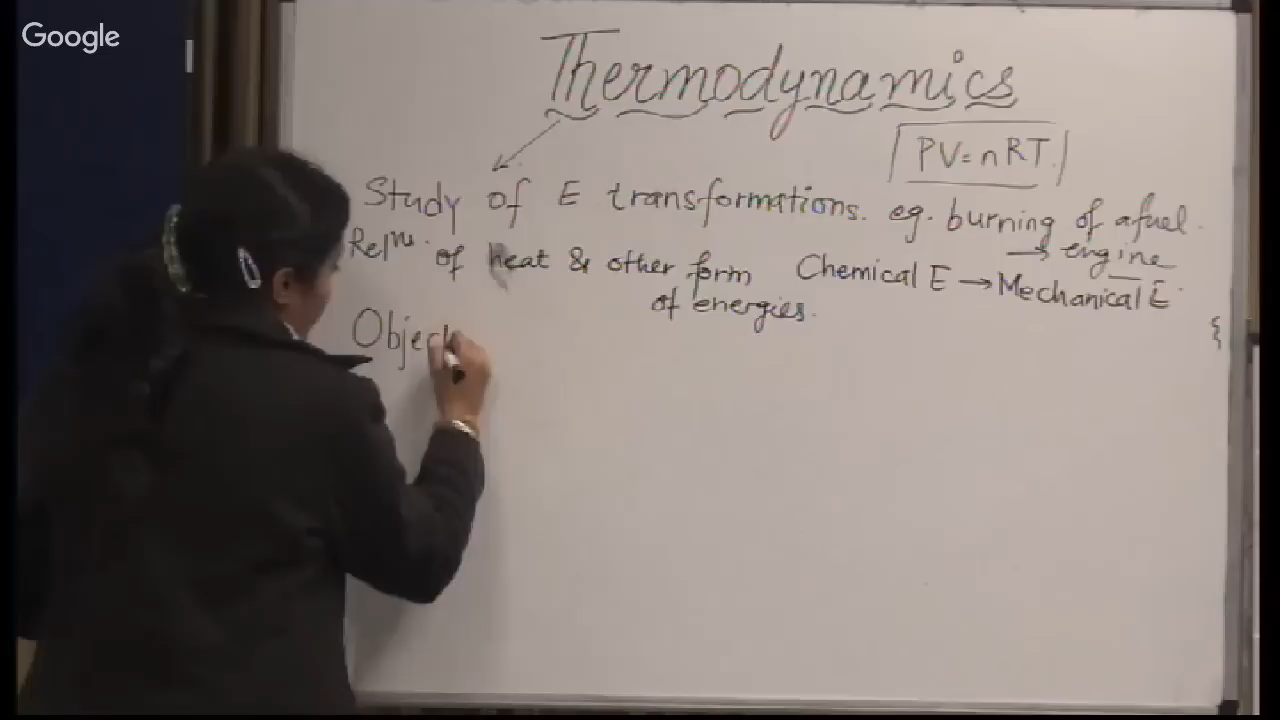 Google
Thermodynamics
PV=nRT
Study of E transformations. eg. burning of a fuel.
→ engine
Rel^n. of heat & other form
of energies.
Chemical E → Mechanical E
Objec